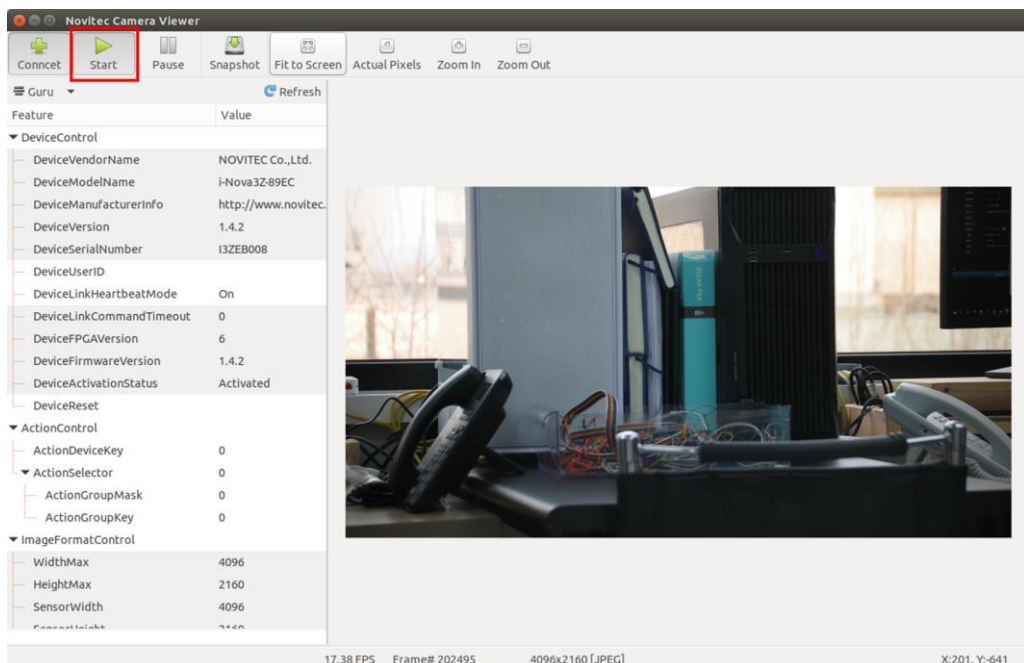 Novitec Camera Viewer
Conncet Start Pause Snapshot Fit to Screen Actual Pixels Zoom In Zoom Out
Guru Refresh
Feature Value
DeviceControl
DeviceVendorName NOVITEC Co.,Ltd.
DeviceModelName i-Nova3Z-89EC
DeviceManufacturerInfo http://www.novitec.
DeviceVersion 1.4.2
DeviceSerialNumber I3ZEB008
DeviceUserID
DeviceLinkHeartbeatMode On
DeviceLinkCommandTimeout 0
DeviceFPGAVersion 6
DeviceFirmwareVersion 1.4.2
DeviceActivationStatus Activated
DeviceReset
ActionControl
ActionDeviceKey 0
ActionSelector 0
ActionGroupMask 0
ActionGroupKey 0
ImageFormatControl
WidthMax 4096
HeightMax 2160
SensorWidth 4096
SensorHeight 2160
17.38 FPS Frame# 202495 4096x2160 [JPEG] X:201, Y:-641